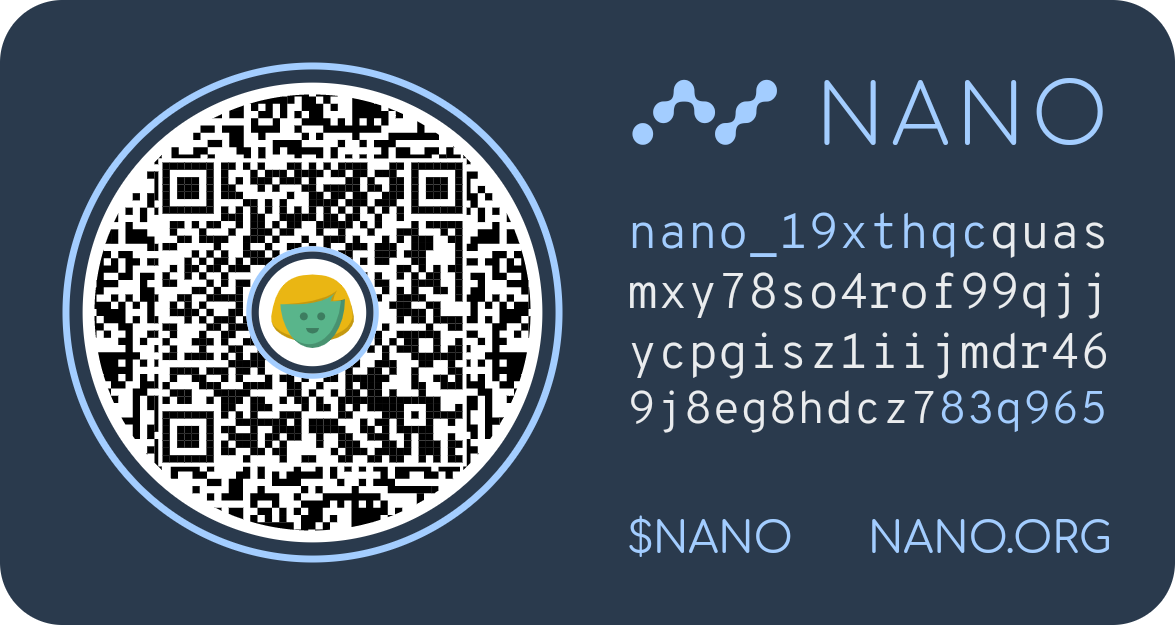 NANO
nano_19xthqcquas
mxy78so4rof99qjj
ycpgisz1iijmdr46
9j8eg8hdcz783q965
$NANO NANO.ORG